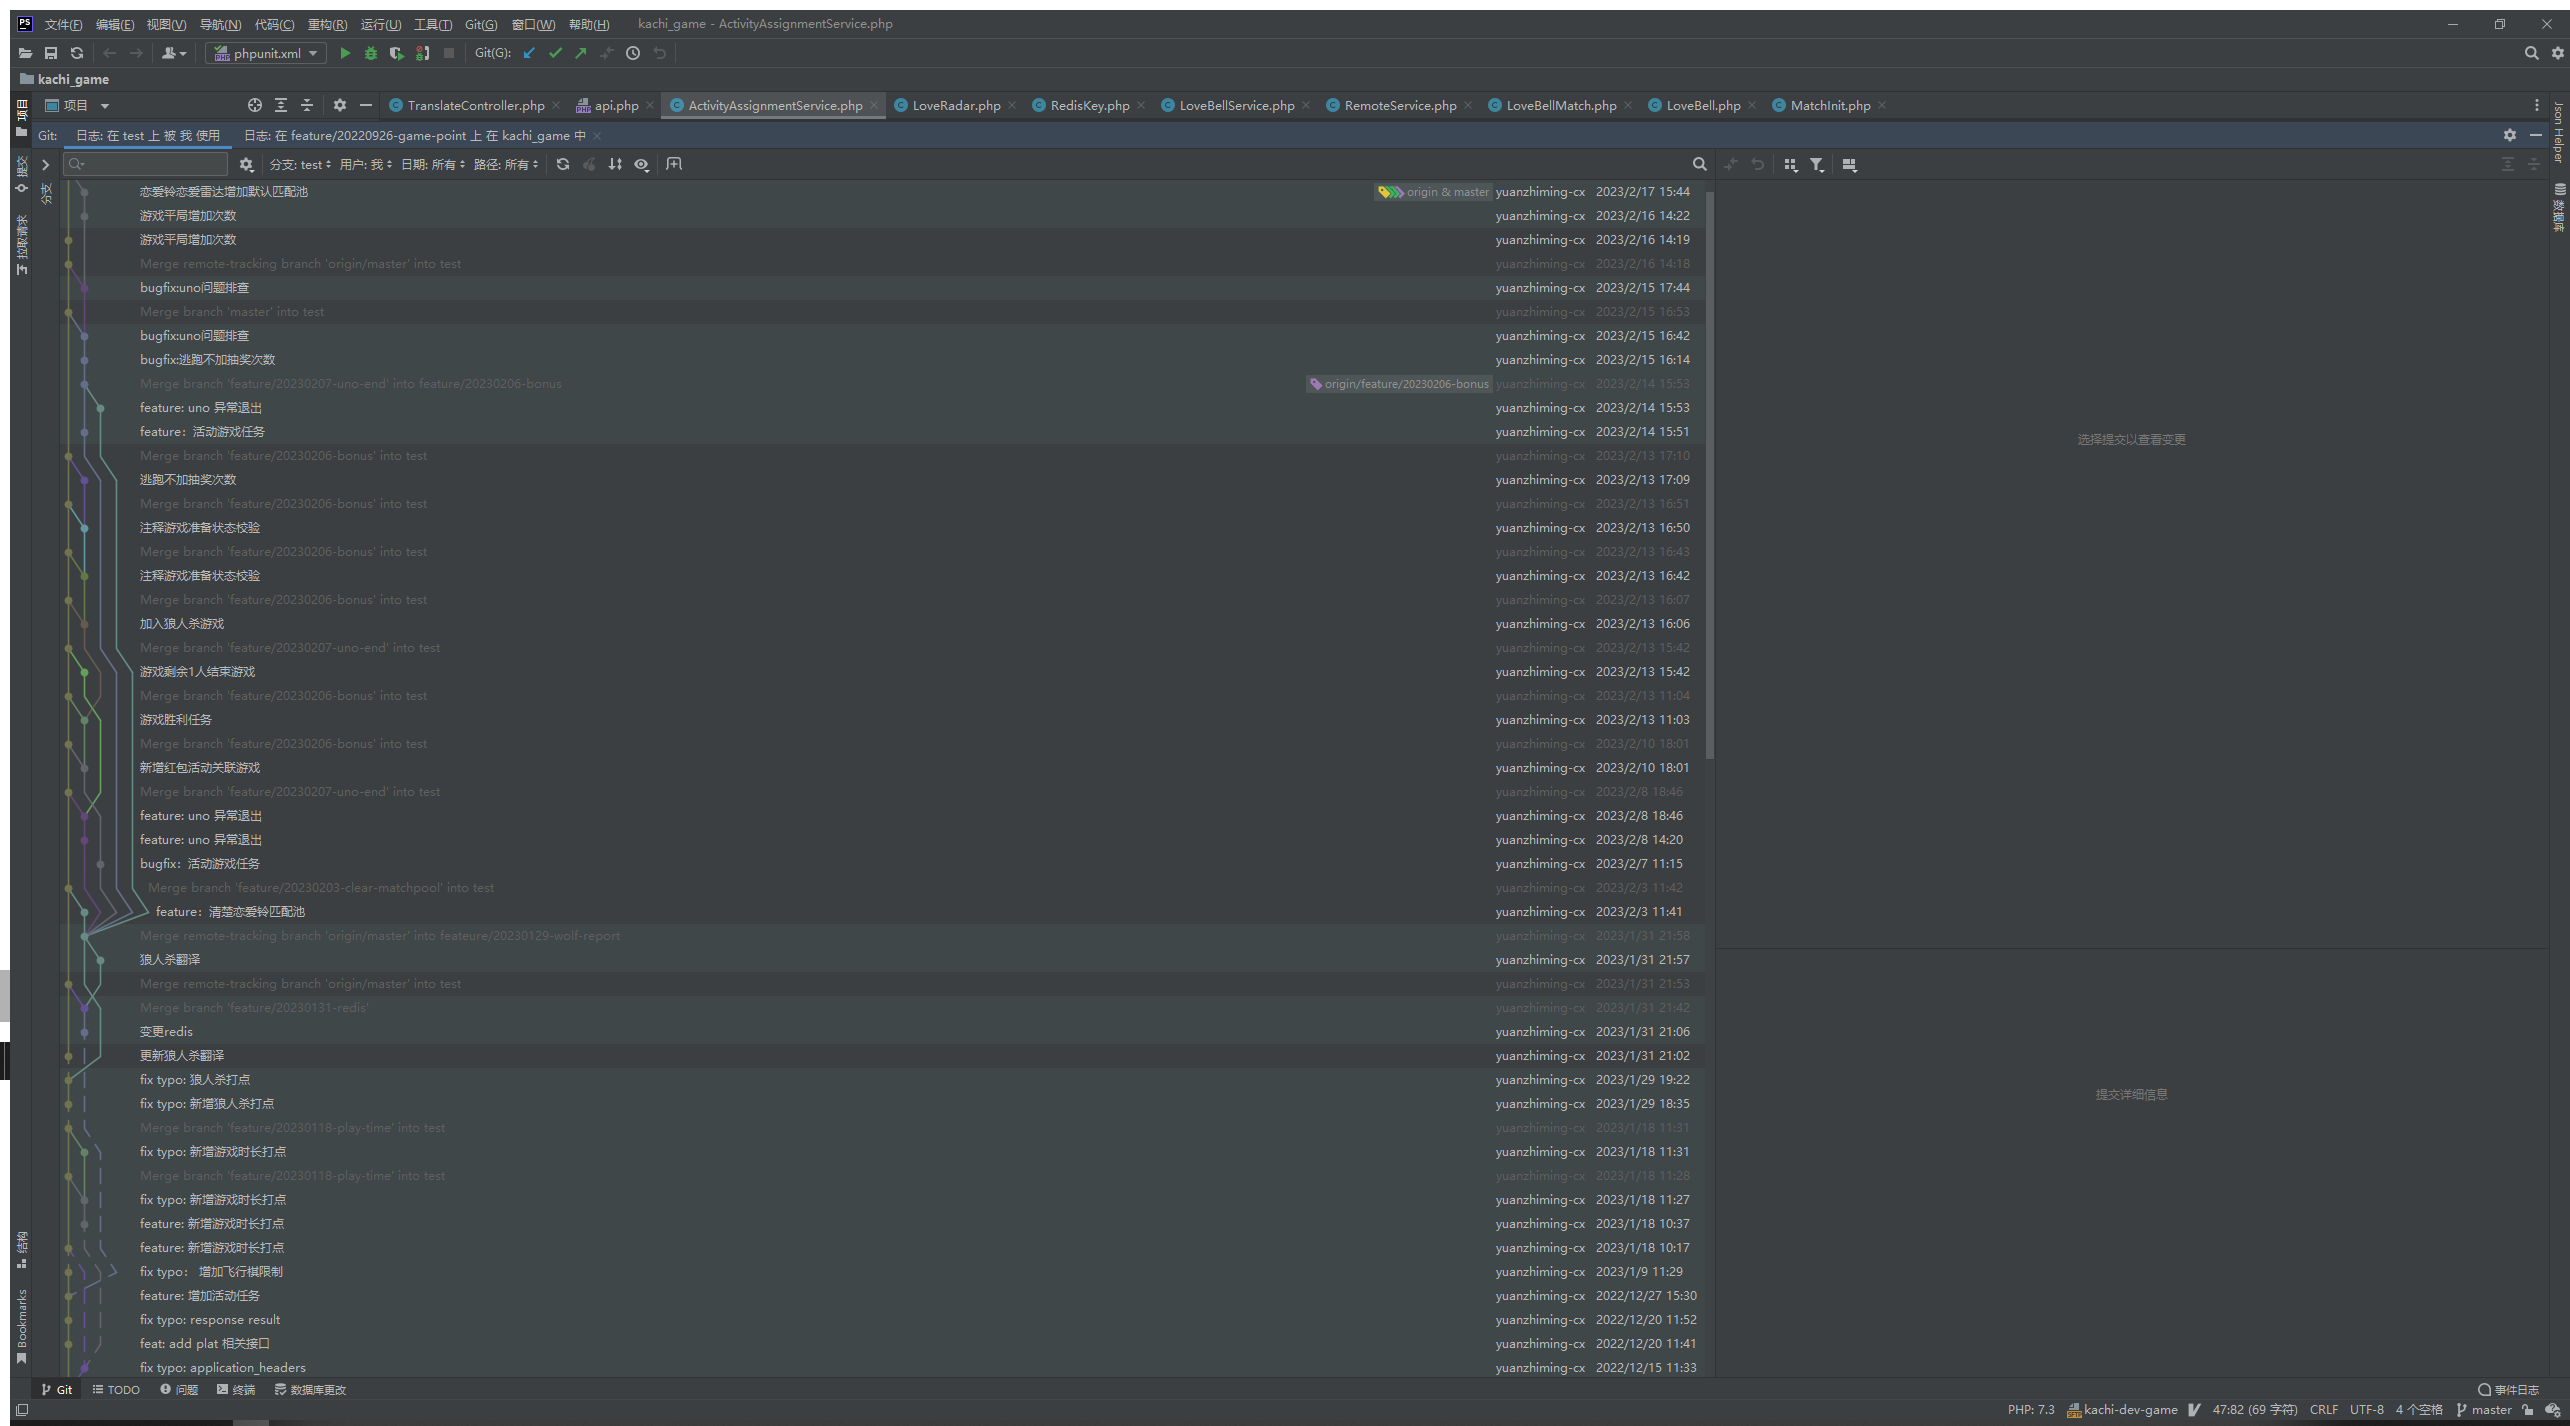 文件(F) 编辑(E) 视图(V) 导航(N) 代码(C) 重构(R) 运行(U) 工具(T) Git(G) 窗口(W) 帮助(H) kachi_game - ActivityAssignmentService.php
phpunit.xml Git(G):
kachi_game
项目 TranslateController.php api.php ActivityAssignmentService.php LoveRadar.php RedisKey.php LoveBellService.php RemoteService.php LoveBellMatch.php LoveBell.php MatchInit.php
Git: 日志: 在 test 上 被 我 使用 日志: 在 feature/20220926-game-point 上 在 kachi_game 中
分支: test 用户: 我 日期: 所有 路径: 所有
恋爱铃恋爱雷达增加默认匹配池 origin & master yuanzhiming-cx 2023/2/17 15:44
游戏平局增加次数 yuanzhiming-cx 2023/2/16 14:22
游戏平局增加次数 yuanzhiming-cx 2023/2/16 14:19
Merge remote-tracking branch 'origin/master' into test yuanzhiming-cx 2023/2/16 14:18
bugfix:uno问题排查 yuanzhiming-cx 2023/2/15 17:44
Merge branch 'master' into test yuanzhiming-cx 2023/2/15 16:53
bugfix:uno问题排查 yuanzhiming-cx 2023/2/15 16:42
bugfix:逃跑不加抽奖次数 yuanzhiming-cx 2023/2/15 16:14
Merge branch 'feature/20230207-uno-end' into feature/20230206-bonus origin/feature/20230206-bonus yuanzhiming-cx 2023/2/14 15:53
feature: uno 异常退出 yuanzhiming-cx 2023/2/14 15:53
feature：活动游戏任务 yuanzhiming-cx 2023/2/14 15:51
Merge branch 'feature/20230206-bonus' into test yuanzhiming-cx 2023/2/13 17:10
逃跑不加抽奖次数 yuanzhiming-cx 2023/2/13 17:09
Merge branch 'feature/20230206-bonus' into test yuanzhiming-cx 2023/2/13 16:51
注释游戏准备状态校验 yuanzhiming-cx 2023/2/13 16:50
Merge branch 'feature/20230206-bonus' into test yuanzhiming-cx 2023/2/13 16:43
注释游戏准备状态校验 yuanzhiming-cx 2023/2/13 16:42
Merge branch 'feature/20230206-bonus' into test yuanzhiming-cx 2023/2/13 16:07
加入狼人杀游戏 yuanzhiming-cx 2023/2/13 16:06
Merge branch 'feature/20230207-uno-end' into test yuanzhiming-cx 2023/2/13 15:42
游戏剩余1人结束游戏 yuanzhiming-cx 2023/2/13 15:42
Merge branch 'feature/20230206-bonus' into test yuanzhiming-cx 2023/2/13 11:04
游戏胜利任务 yuanzhiming-cx 2023/2/13 11:03
Merge branch 'feature/20230206-bonus' into test yuanzhiming-cx 2023/2/10 18:01
新增红包活动关联游戏 yuanzhiming-cx 2023/2/10 18:01
Merge branch 'feature/20230207-uno-end' into test yuanzhiming-cx 2023/2/8 18:46
feature: uno 异常退出 yuanzhiming-cx 2023/2/8 18:46
feature: uno 异常退出 yuanzhiming-cx 2023/2/8 14:20
bugfix：活动游戏任务 yuanzhiming-cx 2023/2/7 11:15
Merge branch 'feature/20230203-clear-matchpool' into test yuanzhiming-cx 2023/2/3 11:42
feature：清楚恋爱铃匹配池 yuanzhiming-cx 2023/2/3 11:41
Merge remote-tracking branch 'origin/master' into feateure/20230129-wolf-report yuanzhiming-cx 2023/1/31 21:58
狼人杀翻译 yuanzhiming-cx 2023/1/31 21:57
Merge remote-tracking branch 'origin/master' into test yuanzhiming-cx 2023/1/31 21:53
Merge branch 'feature/20230131-redis' yuanzhiming-cx 2023/1/31 21:42
变更redis yuanzhiming-cx 2023/1/31 21:06
更新狼人杀翻译 yuanzhiming-cx 2023/1/31 21:02
fix typo: 狼人杀打点 yuanzhiming-cx 2023/1/29 19:22
fix typo: 新增狼人杀打点 yuanzhiming-cx 2023/1/29 18:35
Merge branch 'feature/20230118-play-time' into test yuanzhiming-cx 2023/1/18 11:31
fix typo: 新增游戏时长打点 yuanzhiming-cx 2023/1/18 11:31
Merge branch 'feature/20230118-play-time' into test yuanzhiming-cx 2023/1/18 11:28
fix typo: 新增游戏时长打点 yuanzhiming-cx 2023/1/18 11:27
feature: 新增游戏时长打点 yuanzhiming-cx 2023/1/18 10:37
feature: 新增游戏时长打点 yuanzhiming-cx 2023/1/18 10:17
fix typo： 增加飞行棋限制 yuanzhiming-cx 2023/1/9 11:29
feature: 增加活动任务 yuanzhiming-cx 2022/12/27 15:30
fix typo: response result yuanzhiming-cx 2022/12/20 11:52
feat: add plat 相关接口 yuanzhiming-cx 2022/12/20 11:41
fix typo: application_headers yuanzhiming-cx 2022/12/15 11:33
选择提交以查看变更
提交详细信息
项目
提交
拉取请求
结构
Bookmarks
分支
Json Helper
数据库
Git TODO 问题 终端 数据库更改 事件日志
PHP: 7.3 kachi-dev-game 47:82 (69 字符) CRLF UTF-8 4 个空格 master